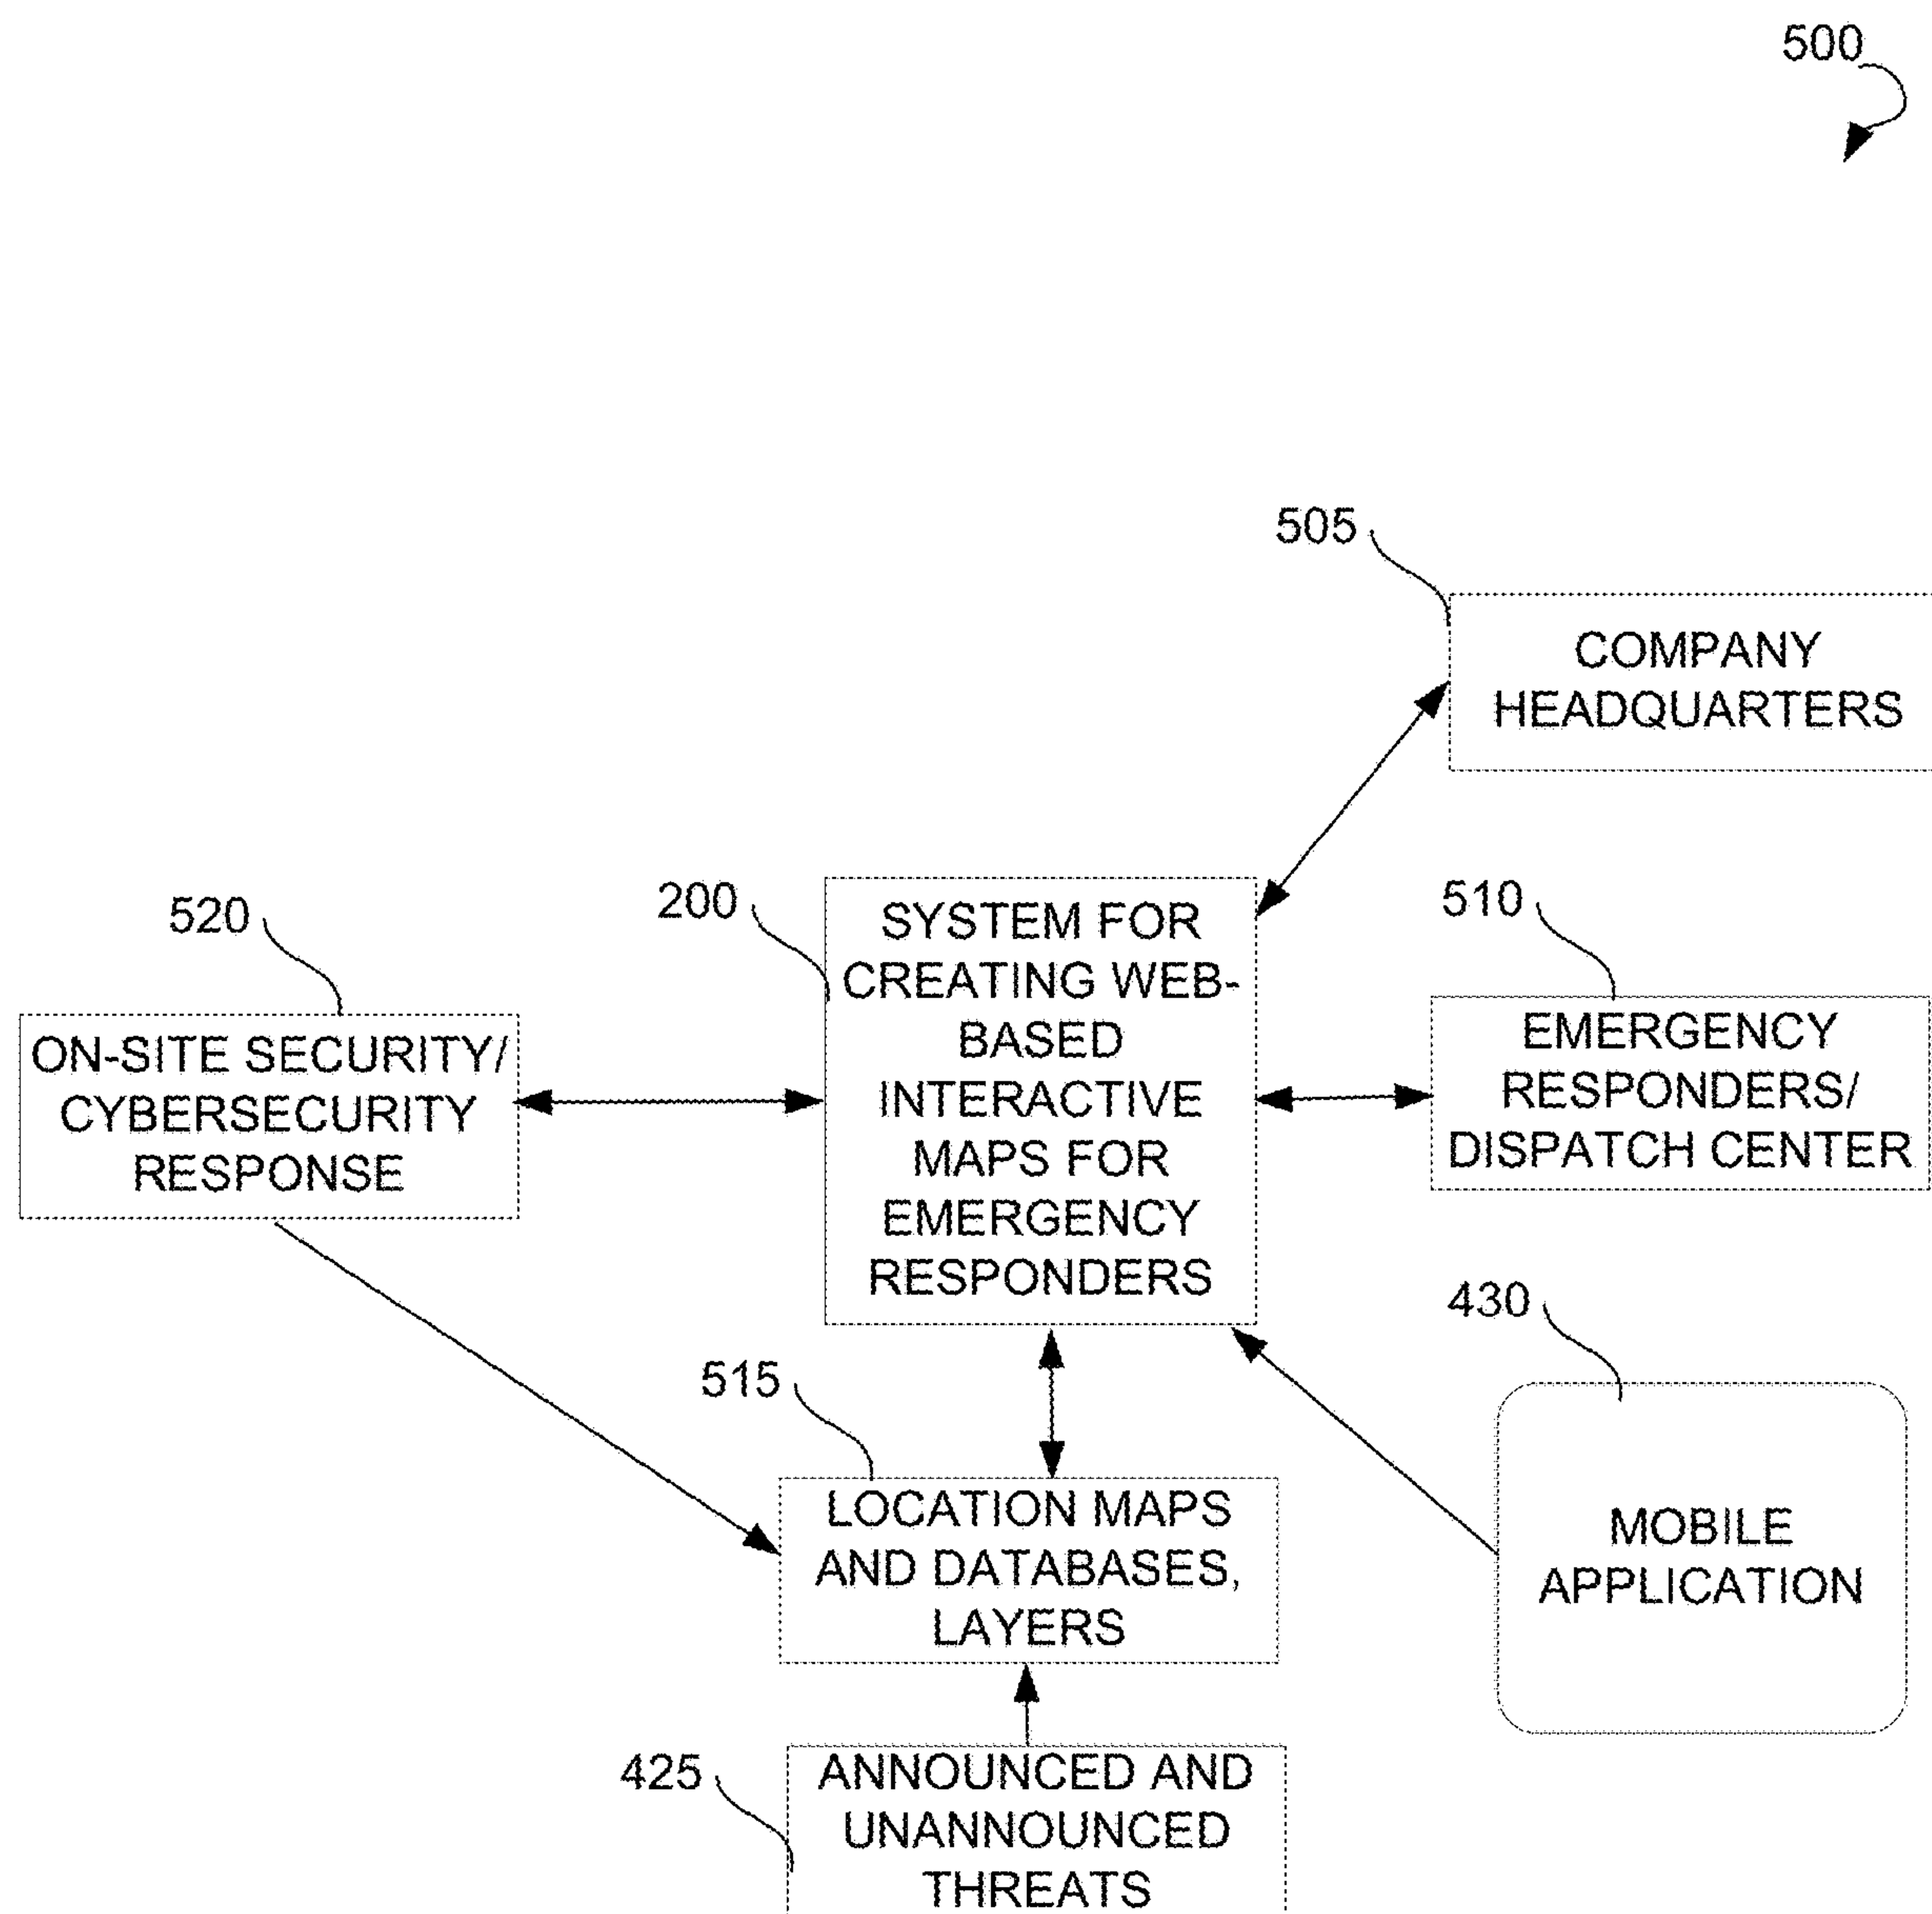 500
505
COMPANY
HEADQUARTERS
200
SYSTEM FOR
CREATING WEB-
BASED
INTERACTIVE
MAPS FOR
EMERGENCY
RESPONDERS
520
ON-SITE SECURITY/
CYBERSECURITY
RESPONSE
510
EMERGENCY
RESPONDERS/
DISPATCH CENTER
430
MOBILE
APPLICATION
515
LOCATION MAPS
AND DATABASES,
LAYERS
425
ANNOUNCED AND
UNANNOUNCED
THREATS